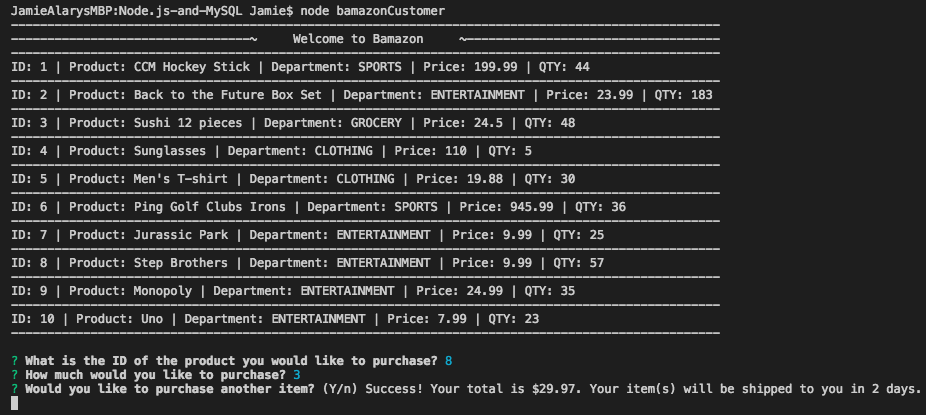 JamieAlarysMBP:Node.js-and-MySQL Jamie$ node bamazonCustomer
--------------------------------------------------------------------------------------------------
---------------------------------~     Welcome to Bamazon     ~-----------------------------------
--------------------------------------------------------------------------------------------------
ID: 1 | Product: CCM Hockey Stick | Department: SPORTS | Price: 199.99 | QTY: 44
--------------------------------------------------------------------------------------------------
ID: 2 | Product: Back to the Future Box Set | Department: ENTERTAINMENT | Price: 23.99 | QTY: 183
--------------------------------------------------------------------------------------------------
ID: 3 | Product: Sushi 12 pieces | Department: GROCERY | Price: 24.5 | QTY: 48
--------------------------------------------------------------------------------------------------
ID: 4 | Product: Sunglasses | Department: CLOTHING | Price: 110 | QTY: 5
--------------------------------------------------------------------------------------------------
ID: 5 | Product: Men's T-shirt | Department: CLOTHING | Price: 19.88 | QTY: 30
--------------------------------------------------------------------------------------------------
ID: 6 | Product: Ping Golf Clubs Irons | Department: SPORTS | Price: 945.99 | QTY: 36
--------------------------------------------------------------------------------------------------
ID: 7 | Product: Jurassic Park | Department: ENTERTAINMENT | Price: 9.99 | QTY: 25
--------------------------------------------------------------------------------------------------
ID: 8 | Product: Step Brothers | Department: ENTERTAINMENT | Price: 9.99 | QTY: 57
--------------------------------------------------------------------------------------------------
ID: 9 | Product: Monopoly | Department: ENTERTAINMENT | Price: 24.99 | QTY: 35
--------------------------------------------------------------------------------------------------
ID: 10 | Product: Uno | Department: ENTERTAINMENT | Price: 7.99 | QTY: 23
--------------------------------------------------------------------------------------------------
? What is the ID of the product you would like to purchase? 8
? How much would you like to purchase? 3
? Would you like to purchase another item? (Y/n) Success! Your total is $29.97. Your item(s) will be shipped to you in 2 days.